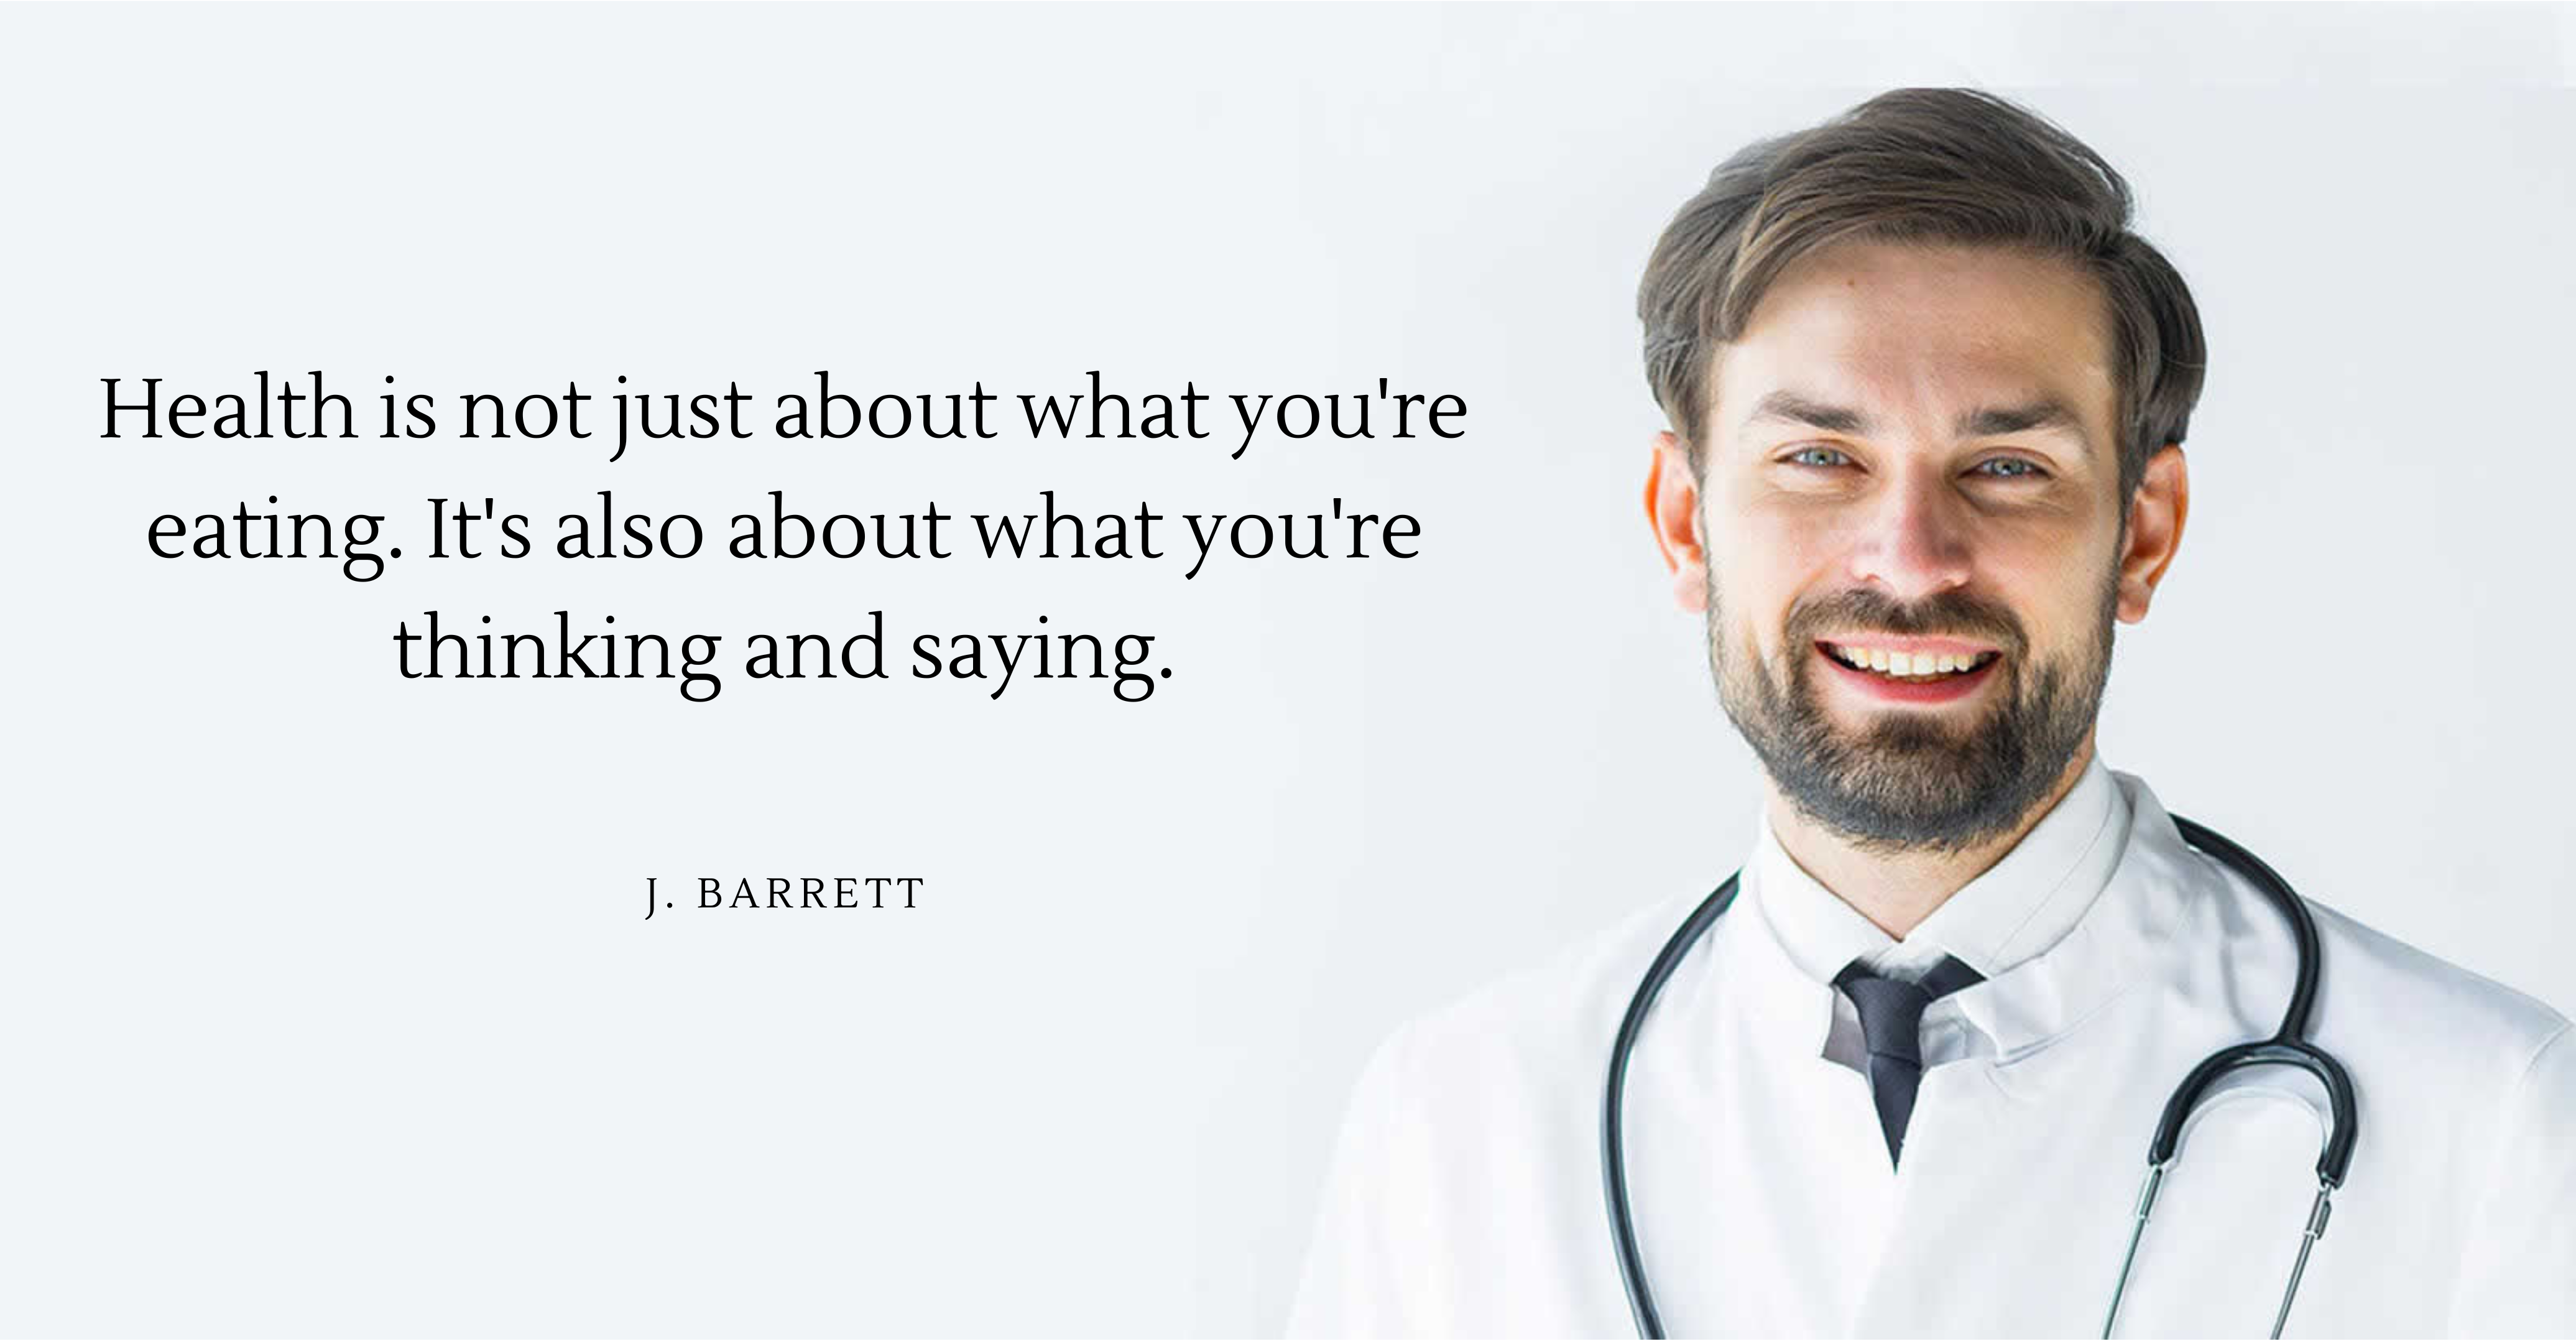 Health is not just about what you're
eating. It's also about what you're
thinking and saying.
J. BARRETT